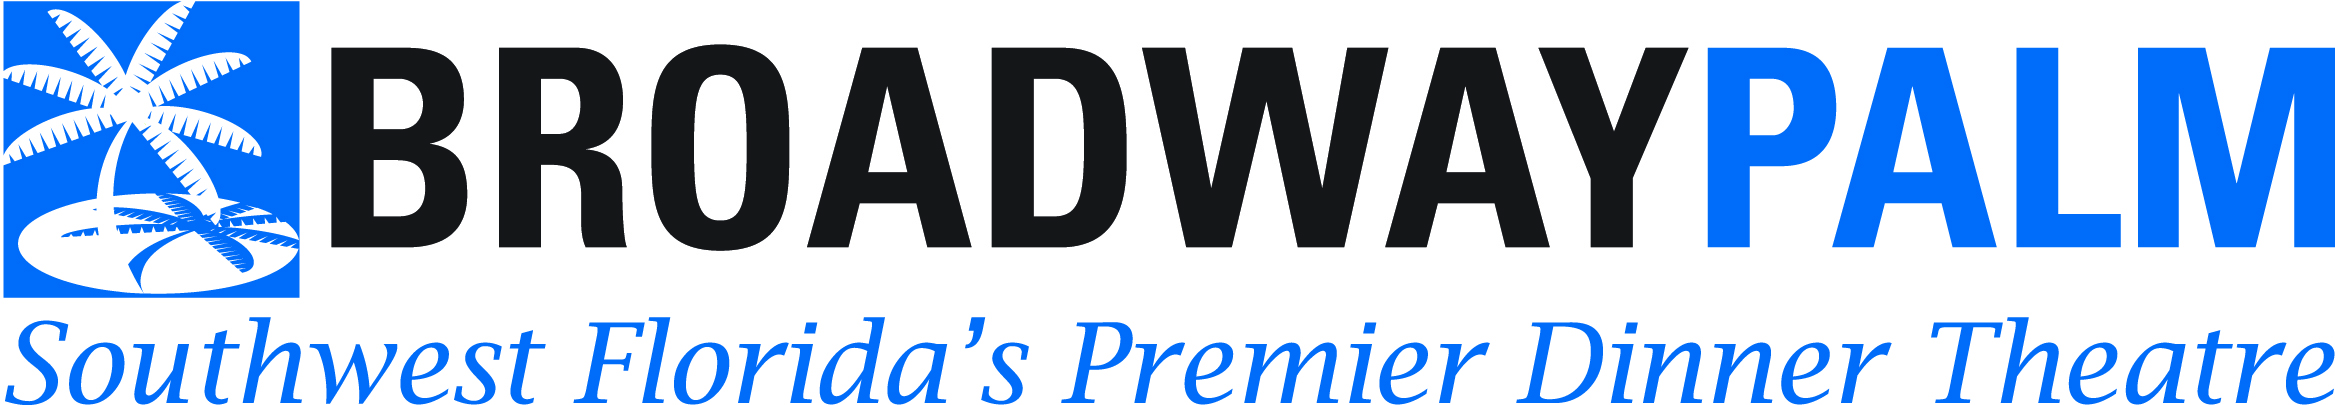 BROADWAYPALM
Southwest Florida's Premier Dinner Theatre